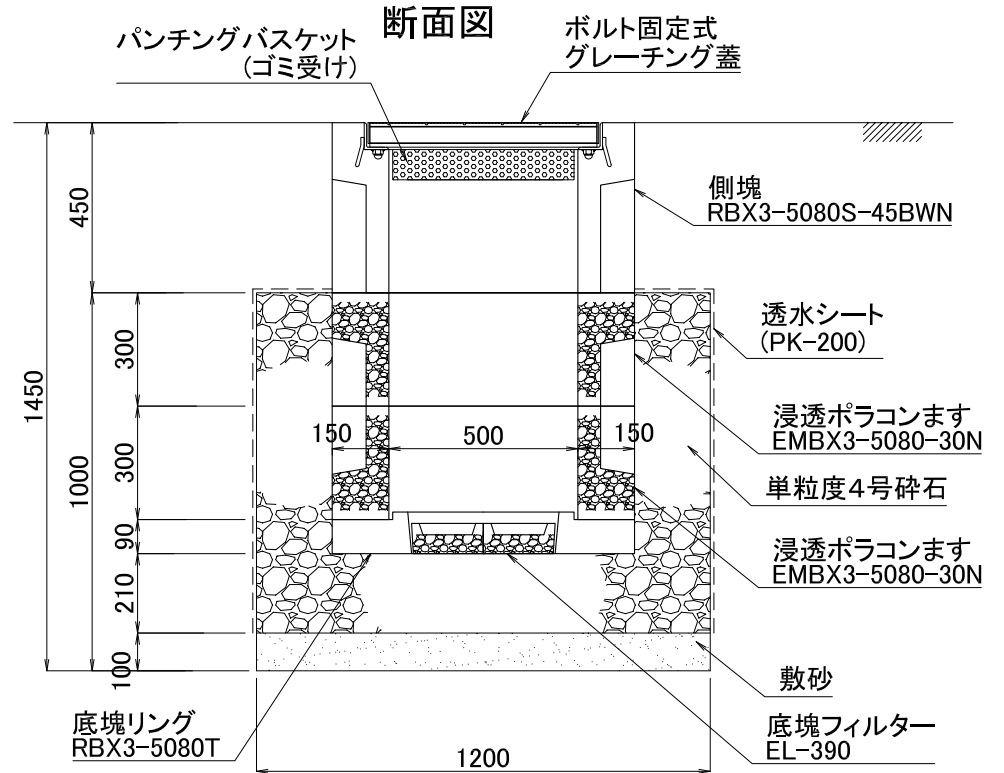 断面図
パンチングバスケット
(ゴミ受け)
ボルト固定式
グレーチング蓋
側塊
RBX3-5080S-45BWN
透水シート
(PK-200)
浸透ポラコンます
EMBX3-5080-30N
単粒度4号砕石
浸透ポラコンます
EMBX3-5080-30N
敷砂
底塊フィルター
EL-390
底塊リング
RBX3-5080T
1450
450
1000
300
300
90
210
100
150
500
150
1200